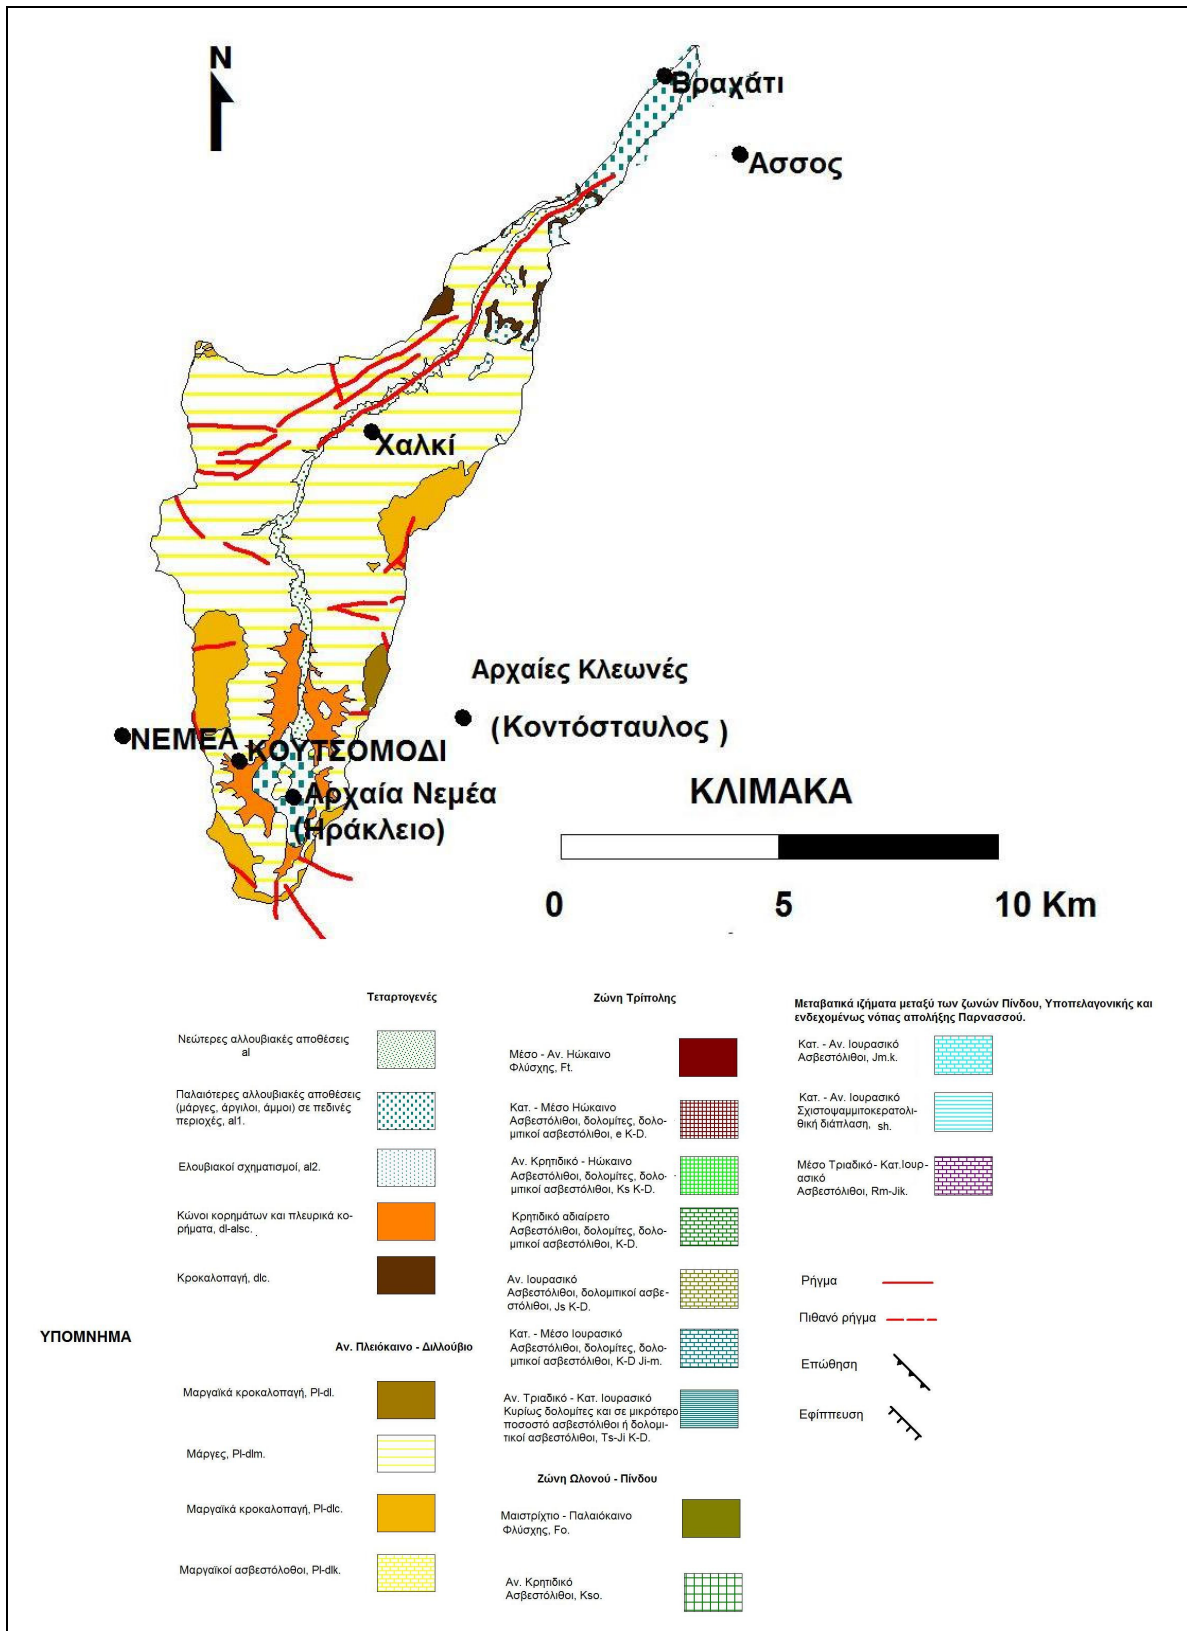 N
Βραχάτι
Ασσος
Χαλκί
Αρχαίες Κλεωνές
(Κοντόσταυλος )
ΝΕΜΕΑ
ΚΟΥΤΣΟΜΟΔΙ
Αρχαία Νεμέα
(Ηράκλειο)
ΚΛΙΜΑΚΑ
0 5 10 Km
ΥΠΟΜΝΗΜΑ
Τεταρτογενές
Νεώτερες αλλουβιακές αποθέσεις
al
Παλαιότερες αλλουβιακές αποθέσεις
(μάργες, άργιλοι, άμμοι) σε πεδινές
περιοχές, al1.
Ελουβιακοί σχηματισμοί, al2.
Κώνοι κορημάτων και πλευρικά κο-
ρήματα, dl-alsc.
Κροκαλοπαγή, dlc.
Αν. Πλειόκαινο - Διλλούβιο
Μαργαϊκά κροκαλοπαγή, Pl-dl.
Μάργες, Pl-dlm.
Μαργαϊκά κροκαλοπαγή, Pl-dlc.
Μαργαϊκοί ασβεστόλοθοι, Pl-dlk.
Ζώνη Τρίπολης
Μέσο - Αν. Ηώκαινο
Φλύσχης, Ft.
Κατ. - Μέσο Ηώκαινο
Ασβεστόλιθοι, δολομίτες, δολο-
μιτικοί ασβεστόλιθοι, e K-D.
Αν. Κρητιδικό - Ηώκαινο
Ασβεστόλιθοι, δολομίτες, δολο-
μιτικοί ασβεστόλιθοι, Ks K-D.
Κρητιδικό αδιαίρετο
Ασβεστόλιθοι, δολομίτες, δολο-
μιτικοί ασβεστόλιθοι, K-D.
Αν. Ιουρασικό
Ασβεστόλιθοι, δολομιτικοί ασβε-
στόλιθοι, Js K-D.
Κατ. - Μέσο Ιουρασικό
Ασβεστόλιθοι, δολομίτες, δολο-
μιτικοί ασβεστόλιθοι, K-D Ji-m.
Αν. Τριαδικό - Κατ. Ιουρασικό
Κυρίως δολομίτες και σε μικρότερο
ποσοστό ασβεστόλιθοι ή δολομι-
τικοί ασβεστόλιθοι, Ts-Ji K-D.
Ζώνη Ωλονού - Πίνδου
Μαιστρίχτιο - Παλαιόκαινο
Φλύσχης, Fo.
Αν. Κρητιδικό
Ασβεστόλιθοι, Kso.
Μεταβατικά ιζήματα μεταξύ των ζωνών Πίνδου, Υποπελαγονικής και
ενδεχομένως νότιας απολήξης Παρνασσού.
Κατ. - Αν. Ιουρασικό
Ασβεστόλιθοι, Jm.k.
Κατ. - Αν. Ιουρασικό
Σχιστοψαμμιτοκερατολι-
θική διάπλαση, sh.
Μέσο Τριαδικό- Κατ.Ιουρ-
ασικό
Ασβεστόλιθοι, Rm-Jik.
Ρήγμα
Πιθανό ρήγμα
Επώθηση
Εφίππευση